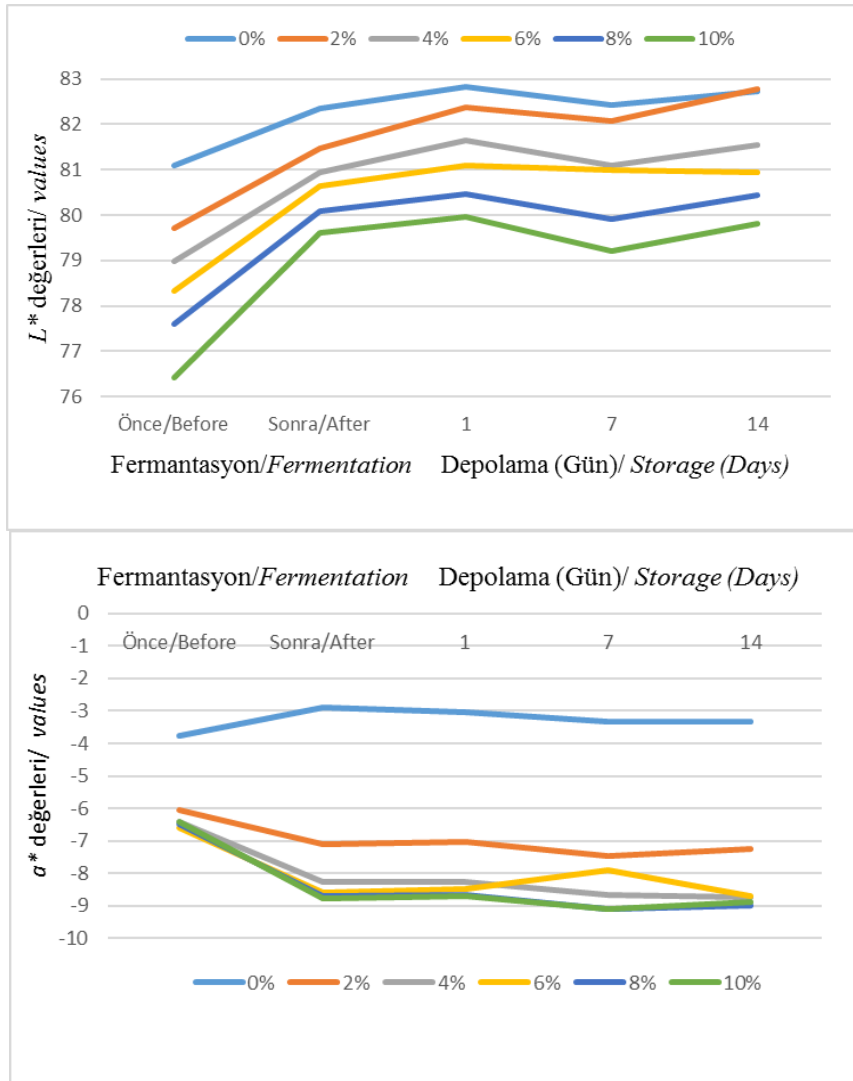 0% 2% 4% 6% 8% 10%
83
82
81
80
79
78
77
76
L* değerleri/ values
Önce/Before Sonra/After 1 7 14
Fermantasyon/Fermentation Depolama (Gün)/ Storage (Days)
Fermantasyon/Fermentation Depolama (Gün)/ Storage (Days)
0
-1
-2
-3
-4
-5
-6
-7
-8
-9
-10
Önce/Before Sonra/After 1 7 14
a* değerleri/ values
0% 2% 4% 6% 8% 10%